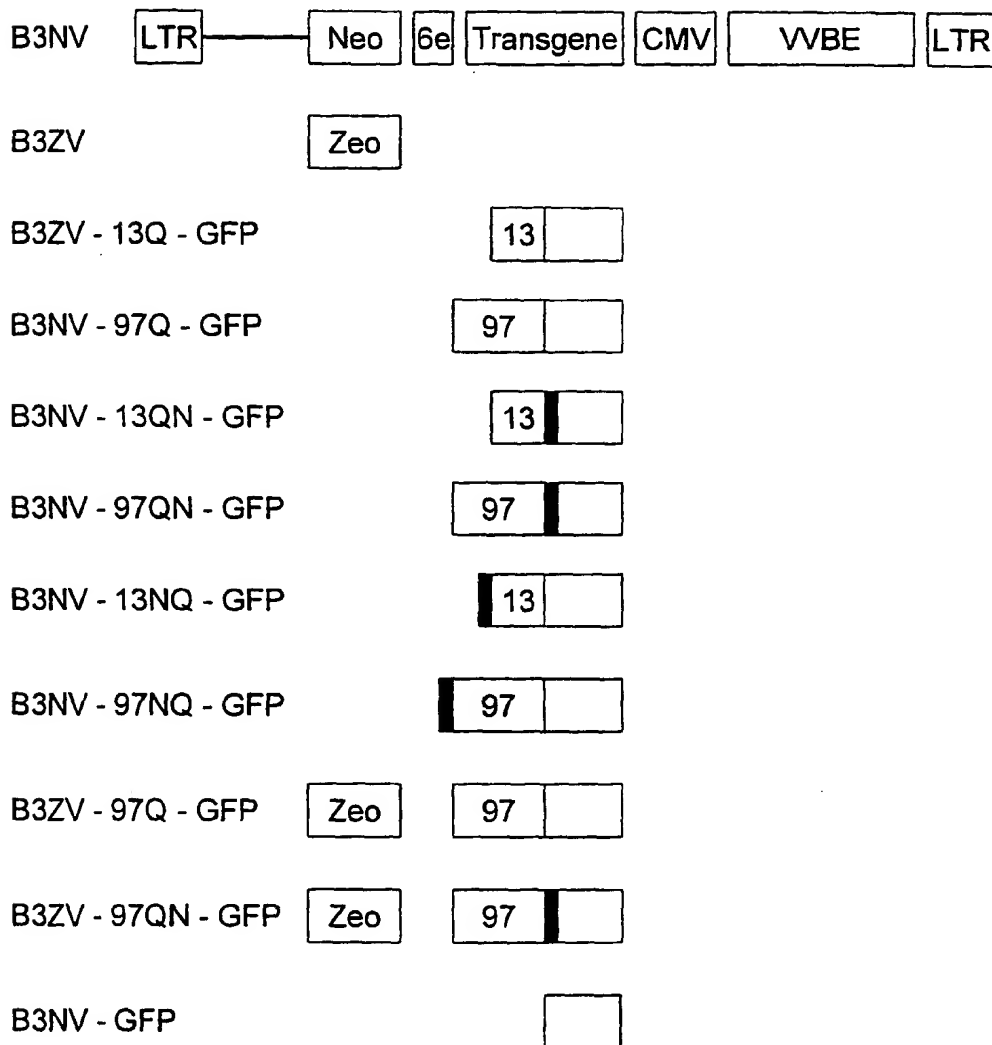 B3NV LTR Neo 6e Transgene CMV VVBE LTR
B3ZV Zeo
B3ZV - 13Q - GFP 13
B3NV - 97Q - GFP 97
B3NV - 13QN - GFP 13
B3NV - 97QN - GFP 97
B3NV - 13NQ - GFP 13
B3NV - 97NQ - GFP 97
B3ZV - 97Q - GFP Zeo 97
B3ZV - 97QN - GFP Zeo 97
B3NV - GFP